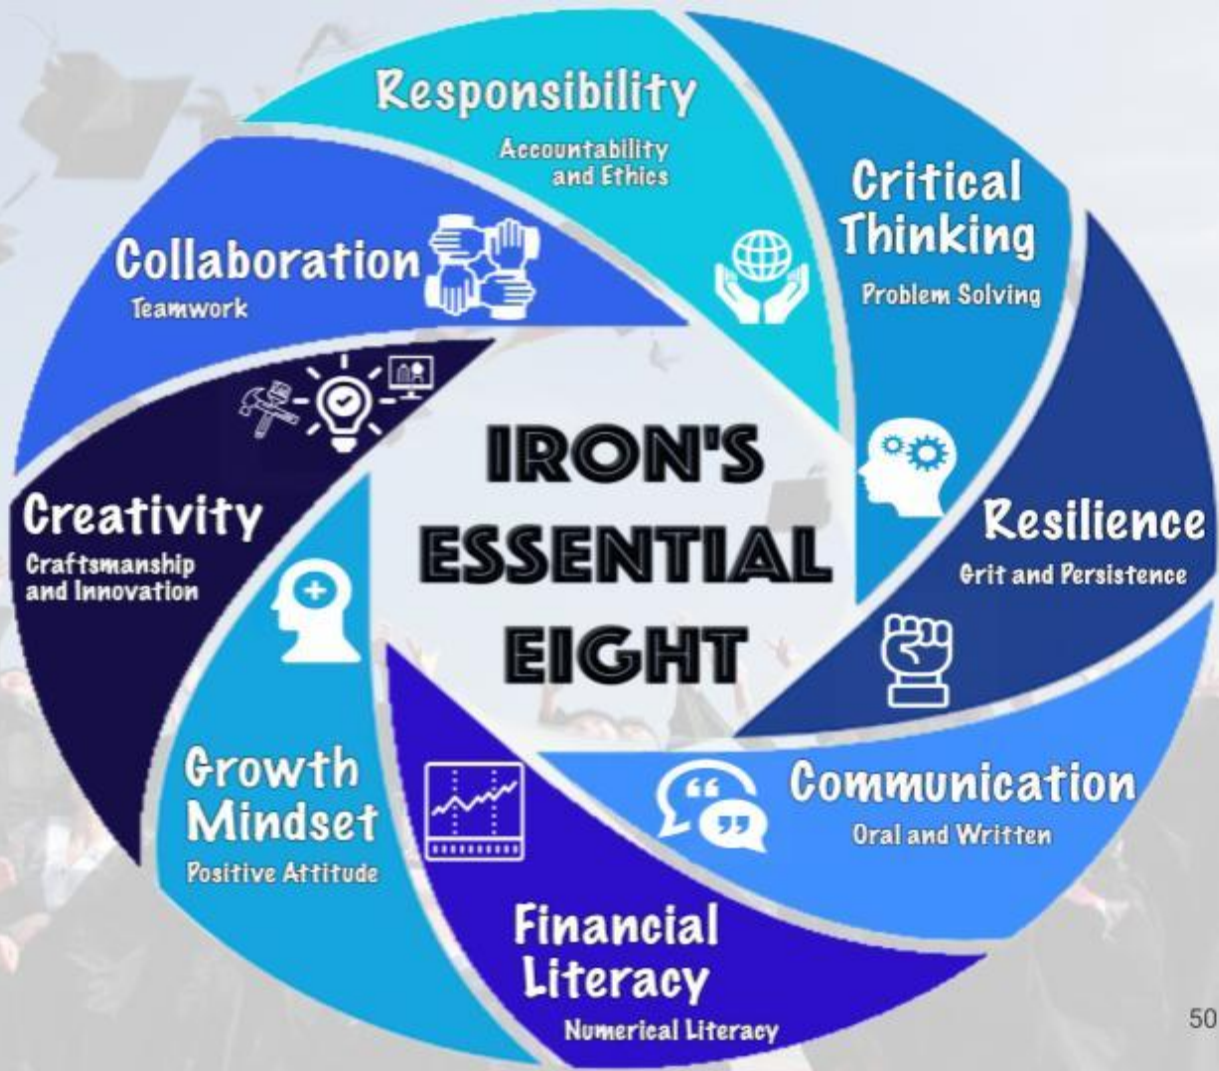 Responsibility
Accountability
and Ethics
Critical
Thinking
Problem Solving
Resilience
Grit and Persistence
Communication
Oral and Written
Financial
Literacy
Numerical Literacy
Growth
Mindset
Positive Attitude
Creativity
Craftsmanship
and Innovation
Collaboration
Teamwork
IRON'S
ESSENTIAL
EIGHT
50